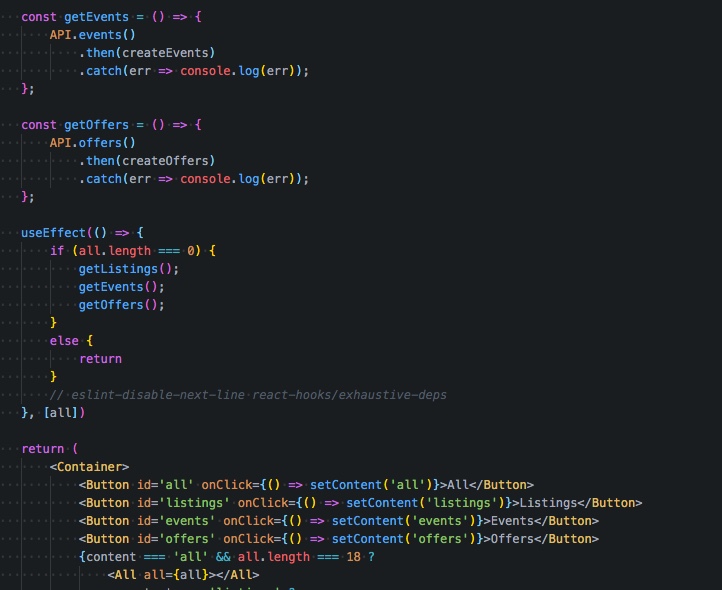 const getEvents = () => {
API.events()
.then(createEvents)
.catch(err => console.log(err));
};
const getOffers = () => {
API.offers()
.then(createOffers)
.catch(err => console.log(err));
};
useEffect(() => {
if (all.length === 0) {
getListings();
getEvents();
getOffers();
}
else {
return
}
// eslint-disable-next-line react-hooks/exhaustive-deps
}, [all])
return (
<Container>
<Button id='all' onClick={() => setContent('all')}>All</Button>
<Button id='listings' onClick={() => setContent('listings')}>Listings</Button>
<Button id='events' onClick={() => setContent('events')}>Events</Button>
<Button id='offers' onClick={() => setContent('offers')}>Offers</Button>
{content === 'all' && all.length === 18 ?
<All all={all}></All>